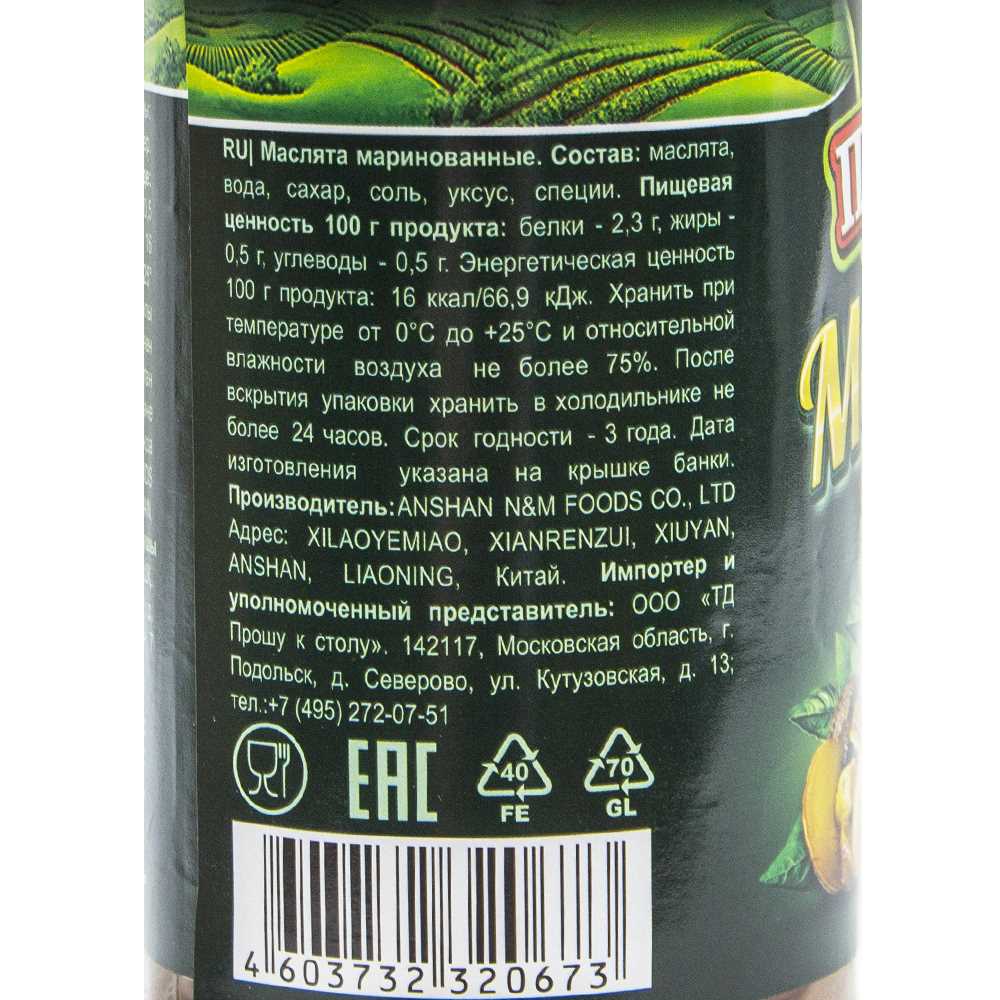 RU| Маслята маринованные. Состав: маслята,
вода, сахар, соль, уксус, специи. Пищевая
ценность 100 г продукта: белки - 2,3 г, жиры -
0,5 г, углеводы - 0,5 г. Энергетическая ценность
100 г продукта: 16 ккал/66,9 кДж. Хранить при
температуре от 0°C до +25°C и относительной
влажности воздуха не более 75%. После
вскрытия упаковки хранить в холодильнике не
более 24 часов. Срок годности - 3 года. Дата
изготовления указана на крышке банки.
Производитель: ANSHAN N&M FOODS CO., LTD
Адрес: XILAOYEMIAO, XIANRENZUI, XIUYAN,
ANSHAN, LIAONING, Китай. Импортер и
уполномоченный представитель: ООО «ТД
Прошу к столу». 142117, Московская область, г.
Подольск, д. Северово, ул. Кутузовская, д. 13;
тел.:+7 (495) 272-07-51
EAC
40
FE
70
GL
4 603732 320673